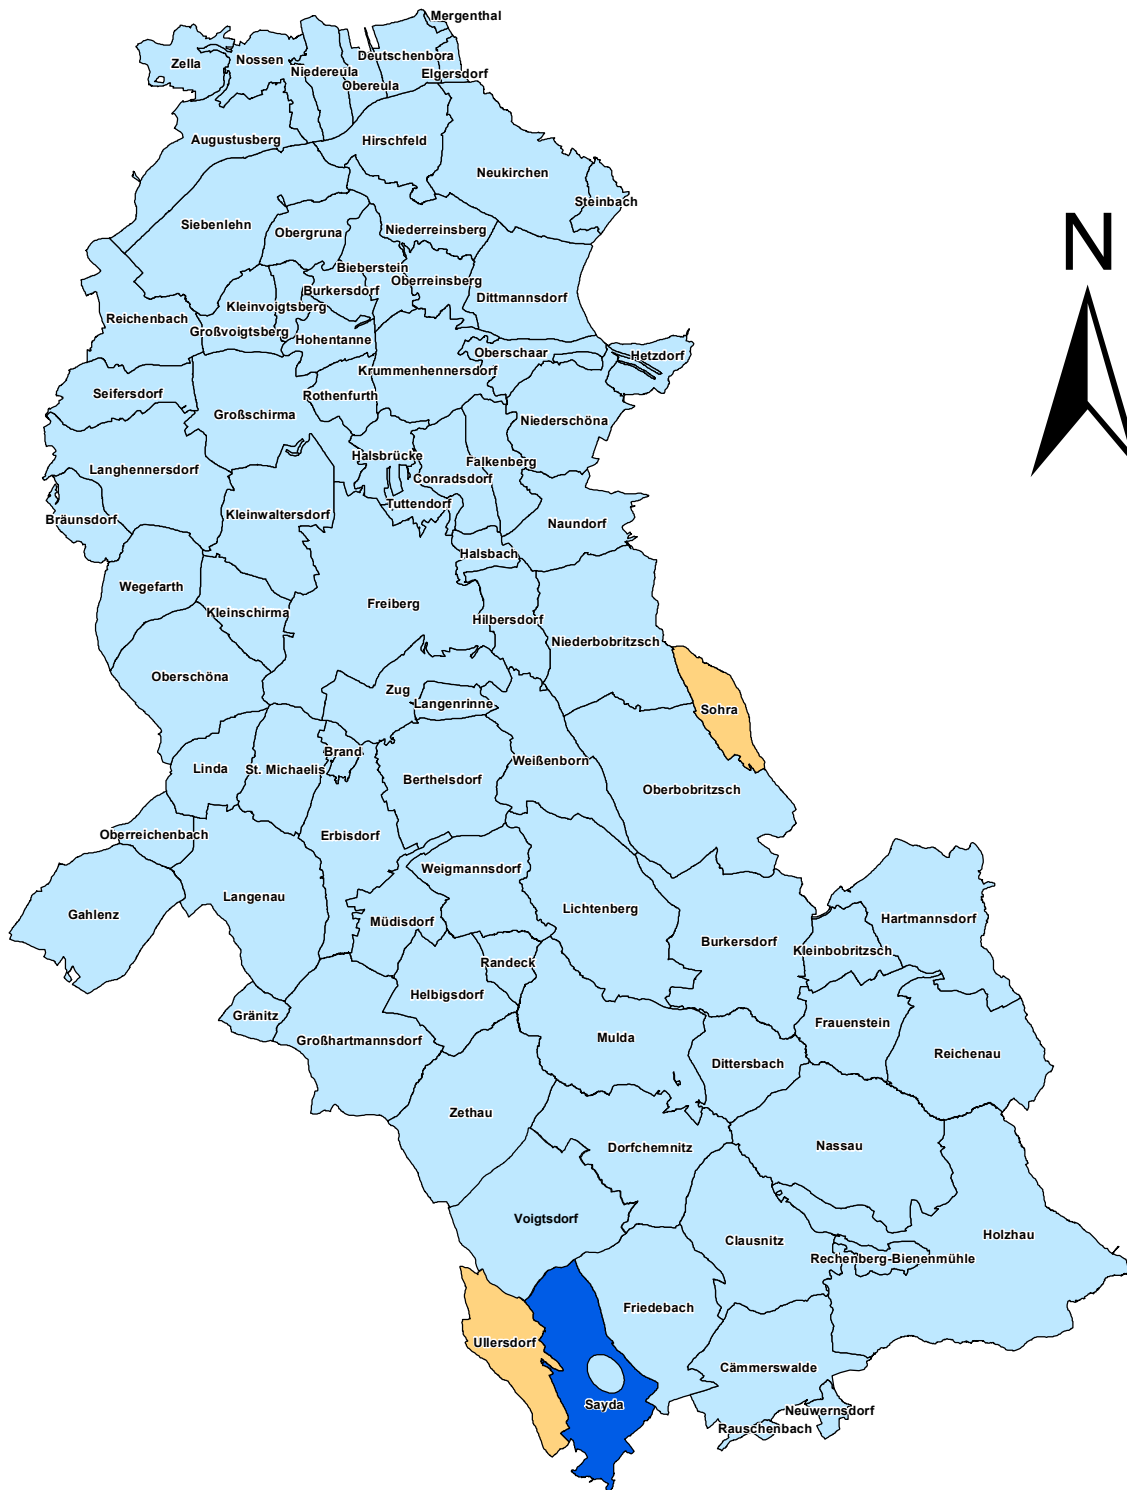 Mergenthal
Zella
Nossen
Niedereula
Deutschenbora
Obereula
Elgersdorf
Augustusberg
Hirschfeld
Neukirchen
Steinbach
Siebenlehn
Obergruna
Niederreinsberg
N
Bieberstein
Oberreinsberg
Burkersdorf
Dittmannsdorf
Kleinvoigtsberg
Reichenbach
Großvoigtsberg
Hohentanne
Oberschaar
Hetzdorf
Krummenhennersdorf
Seifersdorf
Rothenfurth
Großschirma
Niederschöna
Halsbrücke
Falkenberg
Langhennersdorf
Conradsdorf
Tuttendorf
Bräunsdorf
Kleinwaltersdorf
Naundorf
Halsbach
Wegefarth
Freiberg
Kleinschirma
Hilbersdorf
Niederbobritzsch
Oberschöna
Zug
Langenrinne
Sohra
Brand
Linda
St. Michaelis
Weißenborn
Berthelsdorf
Oberbobritzsch
Oberreichenbach
Erbisdorf
Weigmannsdorf
Langenau
Gahlenz
Müdisdorf
Lichtenberg
Hartmannsdorf
Burkersdorf
Kleinbobritzsch
Randeck
Helbigsdorf
Gränitz
Frauenstein
Großhartmannsdorf
Mulda
Reichenau
Dittersbach
Zethau
Dorfchemnitz
Nassau
Voigtsdorf
Clausnitz
Holzhau
Rechenberg-Bienenmühle
Friedebach
Ullersdorf
Cämmerswalde
Sayda
Neuwernsdorf
Rauschenbach